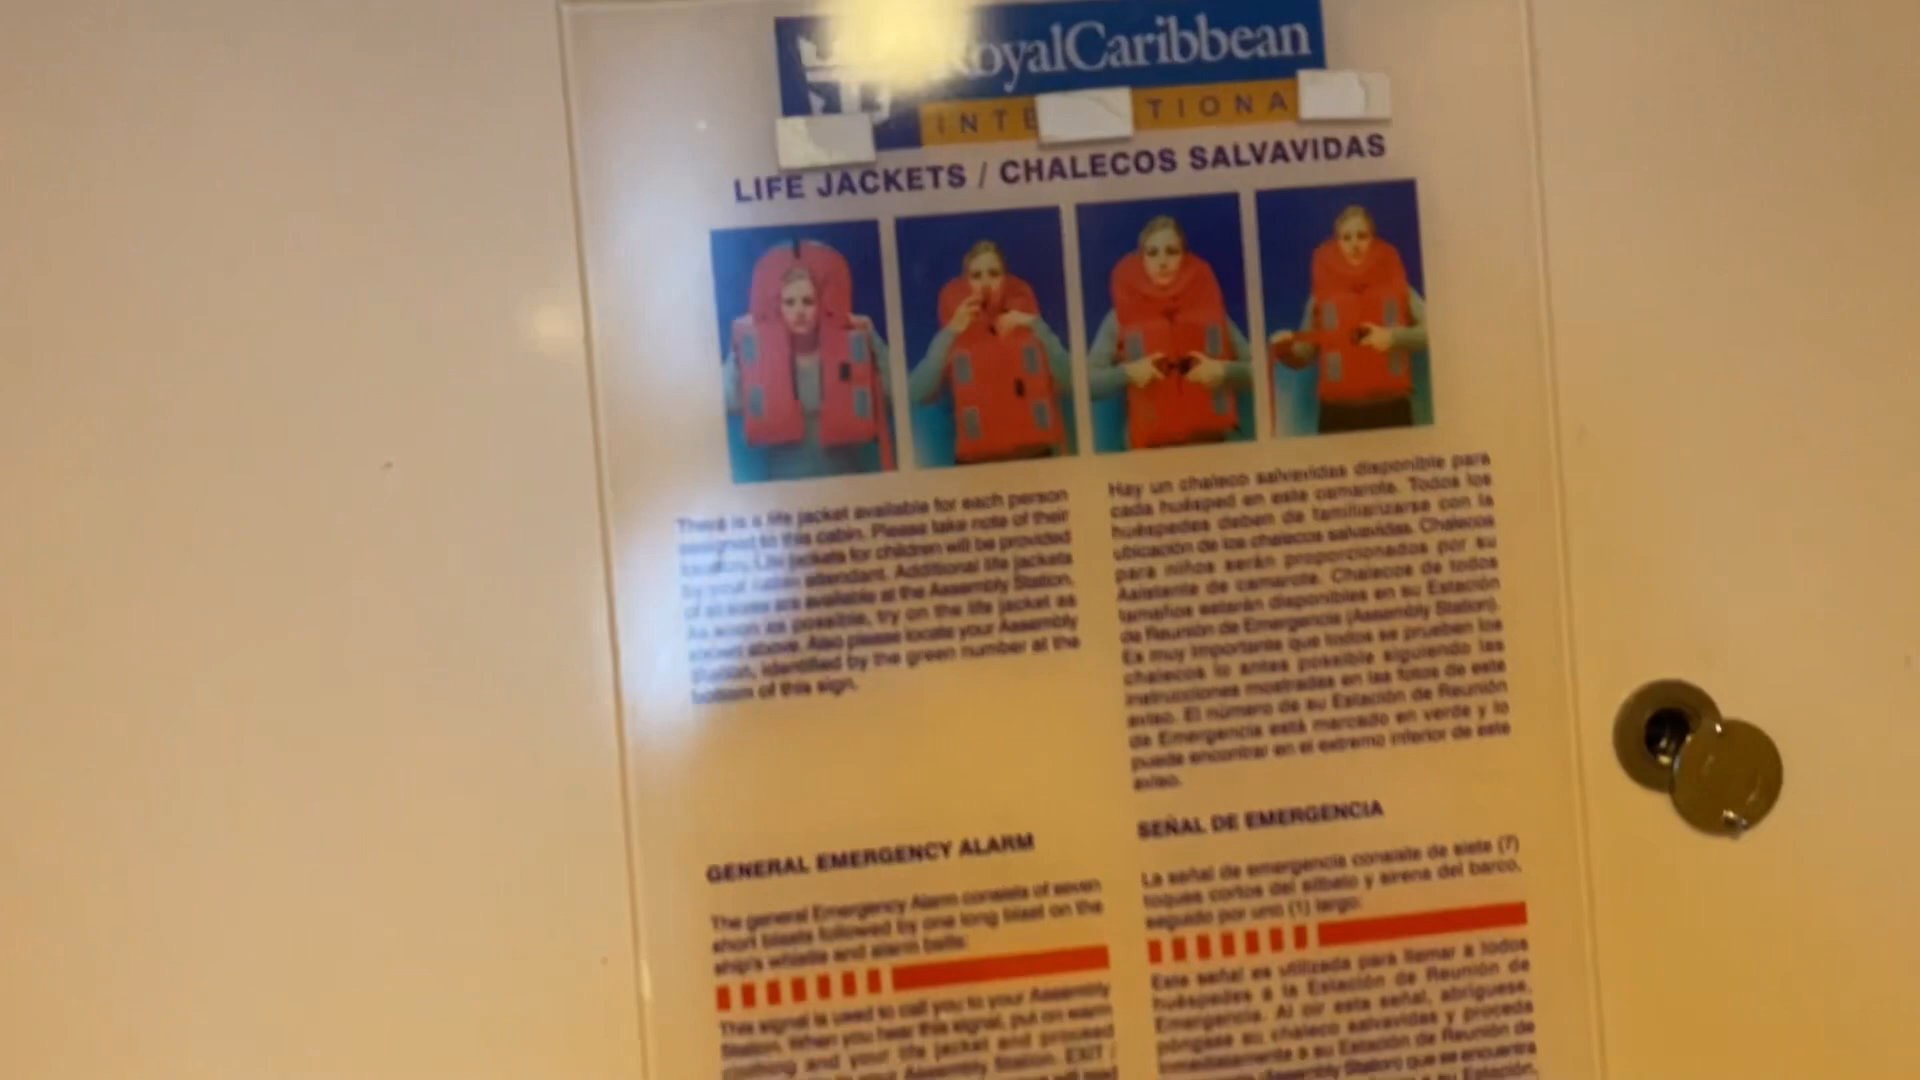 RoyalCaribbean
INTE TIONA
LIFE JACKETS / CHALECOS SALVAVIDAS
There is a life jacket available for each person
assigned to this cabin. Please take note of their
location. Life jackets for children will be provided
by your cabin attendant. Additional life jackets
of all sizes are available at the Assembly Station.
As soon as possible, try on the life jacket as
shown above. Also please locate your Assembly
Station, identified by the green number at the
bottom of this sign.
GENERAL EMERGENCY ALARM
The general Emergency Alarm consists of seven
short blasts followed by one long blast on the
ship's whistle and alarm bells:
This signal is used to call you to your Assembly
Station. When you hear this signal, put on warm
clothing and your life jacket and proceed
your Assembly Station. EXIT /
Hay un chaleco salvavidas disponible para
cada huésped en este camarote. Todos los
huéspedes deben de familiarizarse con la
ubicación de los chalecos salvavidas. Chalecos
para niños serán proporcionados por su
Asistente de camarote. Chalecos de todos
tamaños estarán disponibles en su Estación
de Reunión de Emergencia (Assembly Station).
Es muy importante que todos se prueben los
chalecos lo antes possible siguiendo las
instrucciones mostradas en las fotos de este
aviso. El número de su Estación de Reunión
de Emergencia está marcado en verde y lo
puede encontrar en el extremo inferior de este
aviso.
SEÑAL DE EMERGENCIA
La señal de emergencia consiste de siete (7)
toques cortos del silbato y sirena del barco,
seguido por uno (1) largo:
Este señal es utilizada para llamar a todos
huéspedes a la Estación de Reunión de
Emergencia. Al oir esta señal, abríguese,
póngase su chaleco salvavidas y proceda
inmediatamente a su Estación de Reunión de
(Assembly Station) que se encuentra